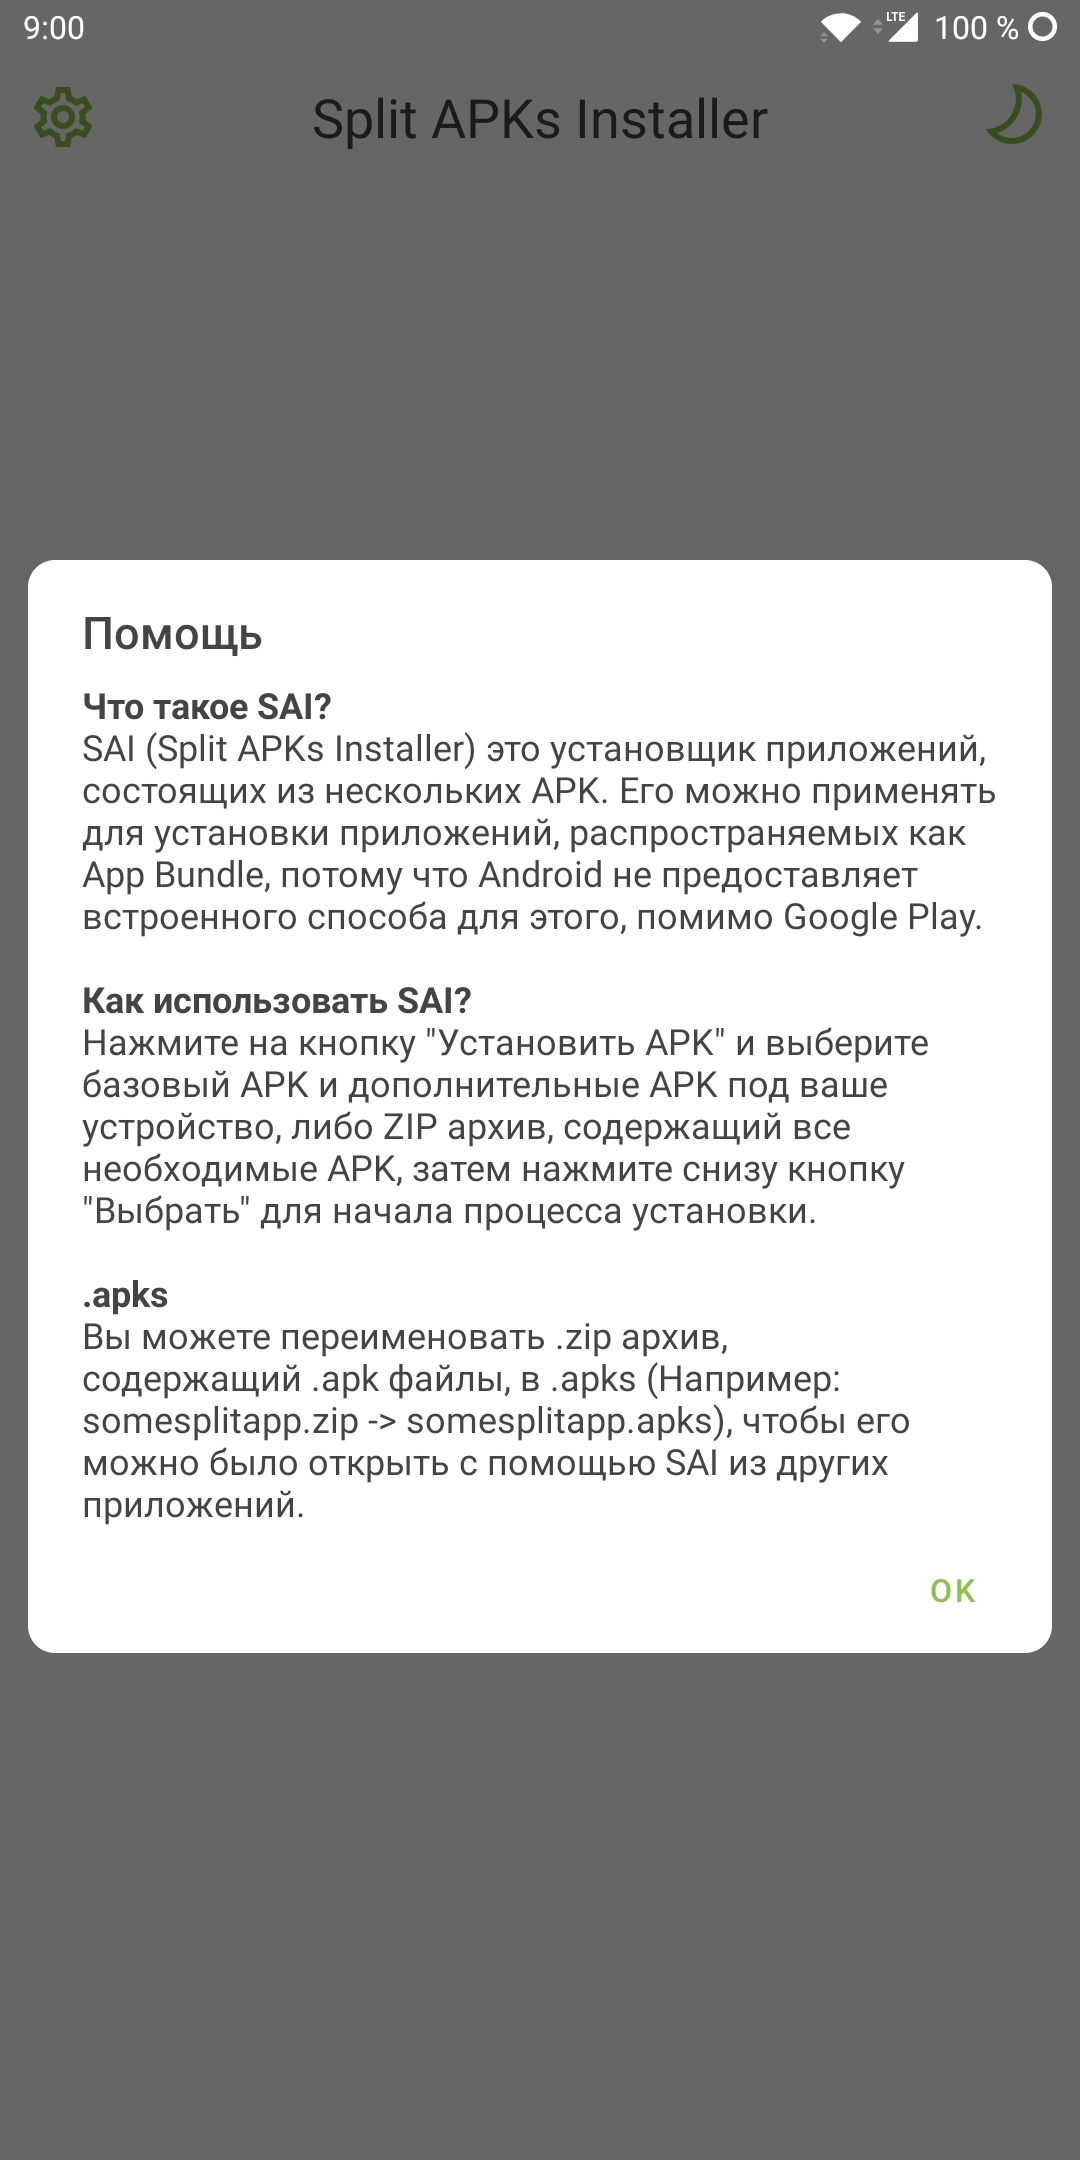 9:00
LTE
100 %
Split APKs Installer
Помощь
Что такое SAI?
SAI (Split APKs Installer) это установщик приложений,
состоящих из нескольких APK. Его можно применять
для установки приложений, распространяемых как
App Bundle, потому что Android не предоставляет
встроенного способа для этого, помимо Google Play.
Как использовать SAI?
Нажмите на кнопку "Установить APK" и выберите
базовый APK и дополнительные APK под ваше
устройство, либо ZIP архив, содержащий все
необходимые APK, затем нажмите снизу кнопку
"Выбрать" для начала процесса установки.
.apks
Вы можете переименовать .zip архив,
содержащий .apk файлы, в .apks (Например:
somesplitapp.zip -> somesplitapp.apks), чтобы его
можно было открыть с помощью SAI из других
приложений.
OK